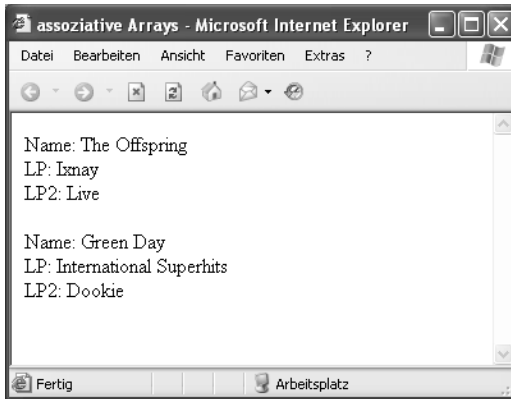 assoziative Arrays - Microsoft Internet Explorer
Datei Bearbeiten Ansicht Favoriten Extras ?
Name: The Offspring
LP: Ixnay
LP2: Live
Name: Green Day
LP: International Superhits
LP2: Dookie
Fertig Arbeitsplatz